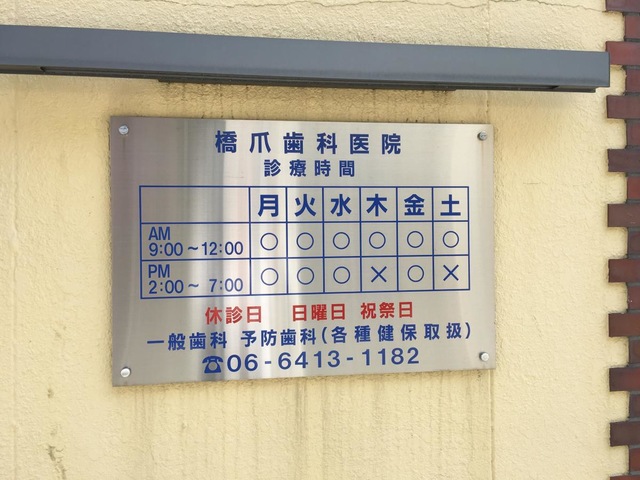 橋爪歯科医院
診療時間
月 火 水 木 金 土
AM 9:00～12:00 ○ ○ ○ ○ ○ ○
PM 2:00～ 7:00 ○ ○ ○ × ○ ×
休診日 日曜日 祝祭日
一般歯科 予防歯科(各種健保取扱)
☎06-6413-1182